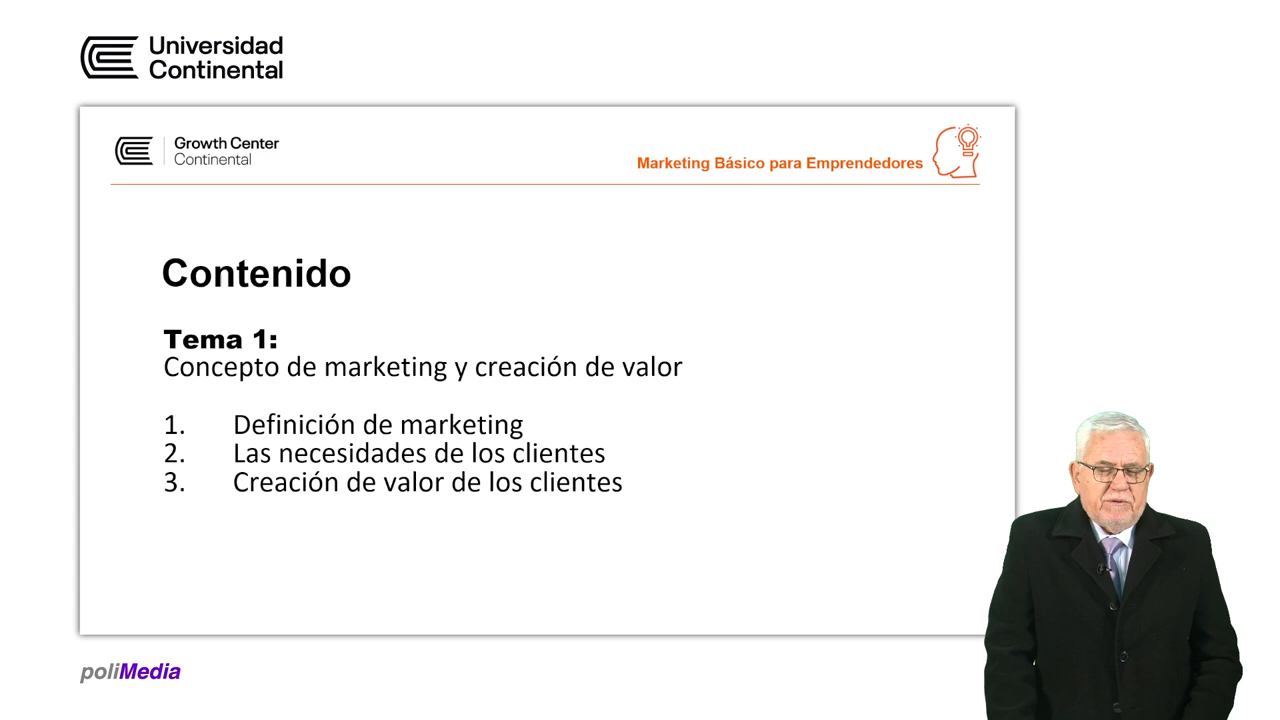 Universidad
Continental
Growth Center
Continental
Marketing Básico para Emprendedores
Contenido
Tema 1:
Concepto de marketing y creación de valor
1. Definición de marketing
2. Las necesidades de los clientes
3. Creación de valor de los clientes
poliMedia